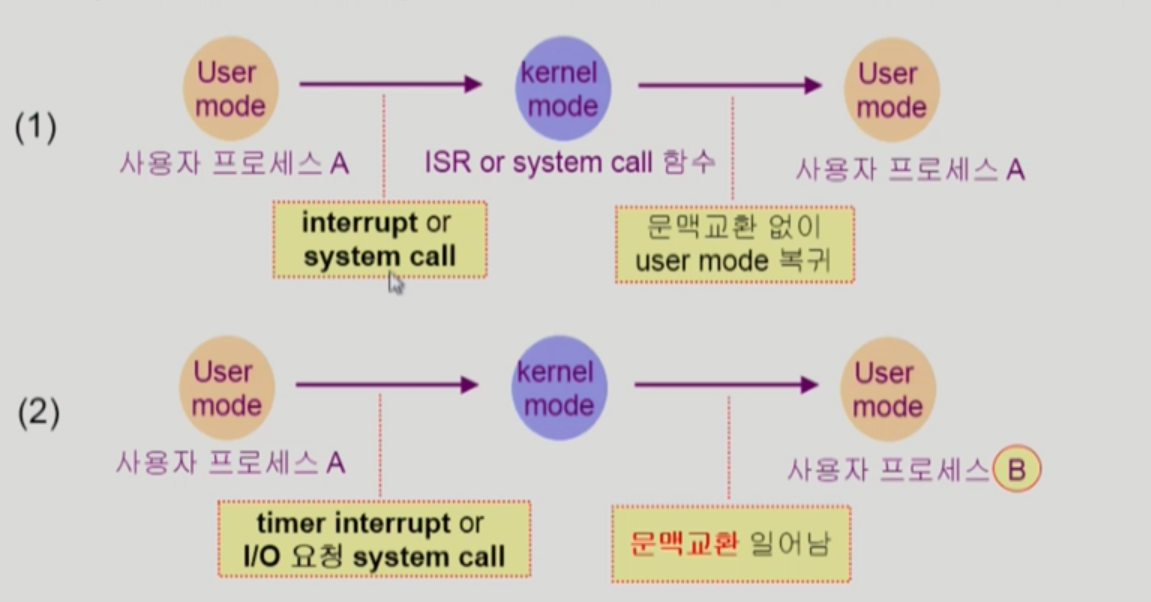 (1)
User mode
kernel mode
User mode
사용자 프로세스 A
ISR or system call 함수
사용자 프로세스 A
interrupt or
system call
문맥교환 없이
user mode 복귀
(2)
User mode
kernel mode
User mode
사용자 프로세스 A
사용자 프로세스 B
timer interrupt or
I/O 요청 system call
문맥교환 일어남